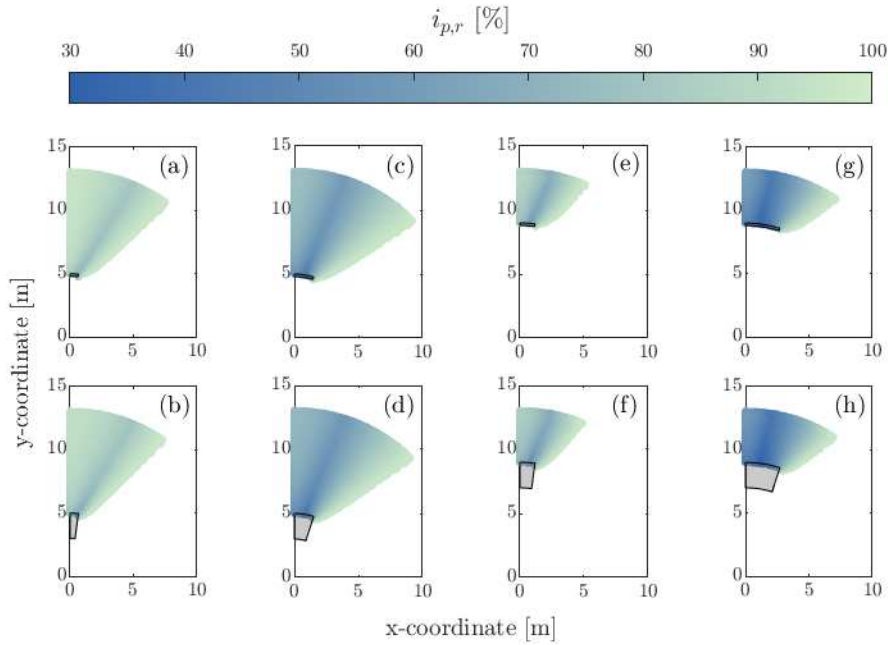 i_{p,r} [%]
30 40 50 60 70 80 90 100
15 (a) 15 (c) 15 (e) 15 (g)
10 10 10 10
5 5 5 5
0 0 0 0
0 5 10 0 5 10 0 5 10 0 5 10
y-coordinate [m]
15 (b) 15 (d) 15 (f) 15 (h)
10 10 10 10
5 5 5 5
0 0 0 0
0 5 10 0 5 10 0 5 10 0 5 10
x-coordinate [m]